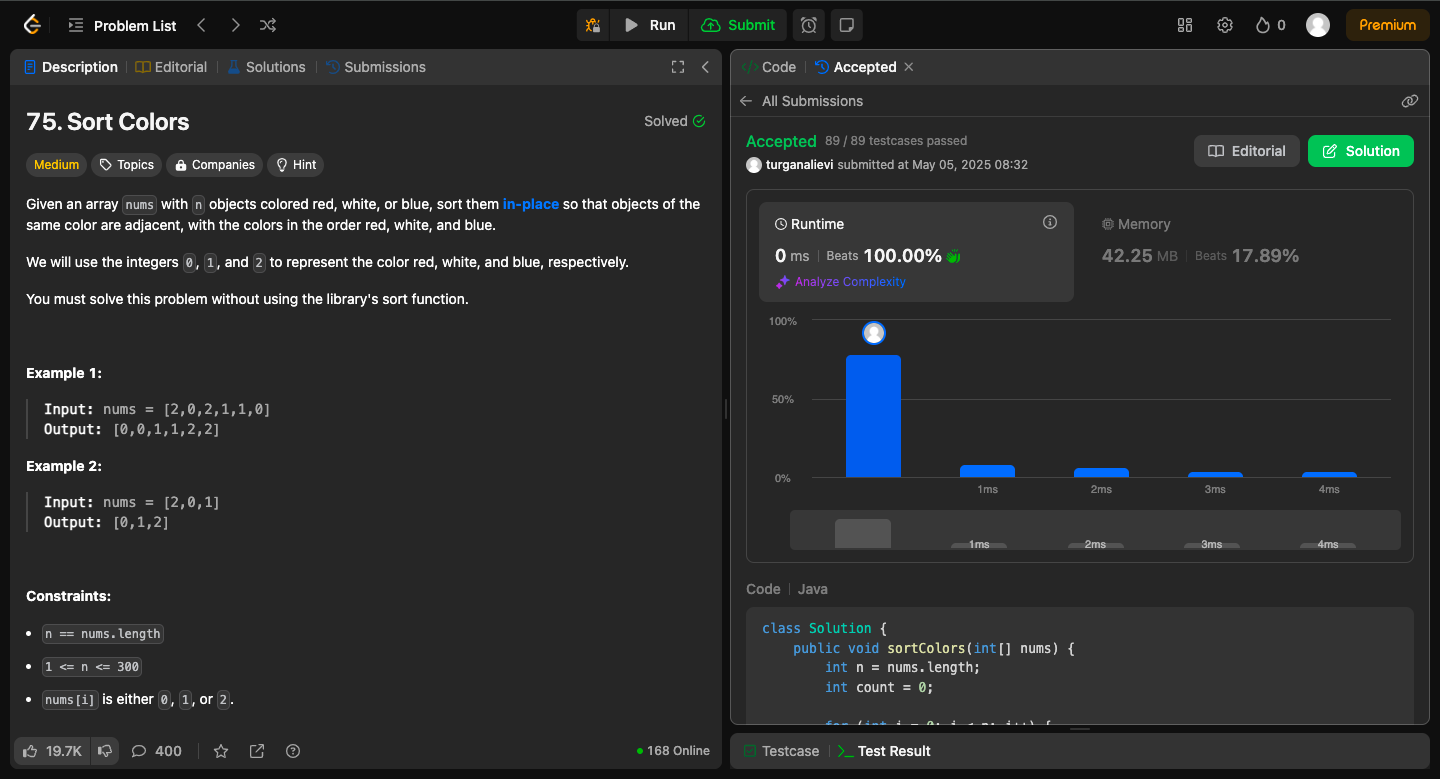 Problem List
Run
Submit
0
Premium
Description
Editorial
Solutions
Submissions
75. Sort Colors
Solved
Medium
Topics
Companies
Hint
Given an array nums with n objects colored red, white, or blue, sort them in-place so that objects of the
same color are adjacent, with the colors in the order red, white, and blue.
We will use the integers 0, 1, and 2 to represent the color red, white, and blue, respectively.
You must solve this problem without using the library's sort function.
Example 1:
Input: nums = [2,0,2,1,1,0]
Output: [0,0,1,1,2,2]
Example 2:
Input: nums = [2,0,1]
Output: [0,1,2]
Constraints:
n == nums.length
1 <= n <= 300
nums[i] is either 0, 1, or 2.
19.7K
400
168 Online
Code
Accepted
All Submissions
Accepted 89 / 89 testcases passed
turganalievi submitted at May 05, 2025 08:32
Editorial
Solution
Runtime
0 ms Beats 100.00%
Analyze Complexity
Memory
42.25 MB Beats 17.89%
100%
50%
0%
1ms 2ms 3ms 4ms
1ms 2ms 3ms 4ms
Code Java
class Solution {
public void sortColors(int[] nums) {
int n = nums.length;
int count = 0;
for (int i = 0; i < n; i++) {
Testcase
Test Result